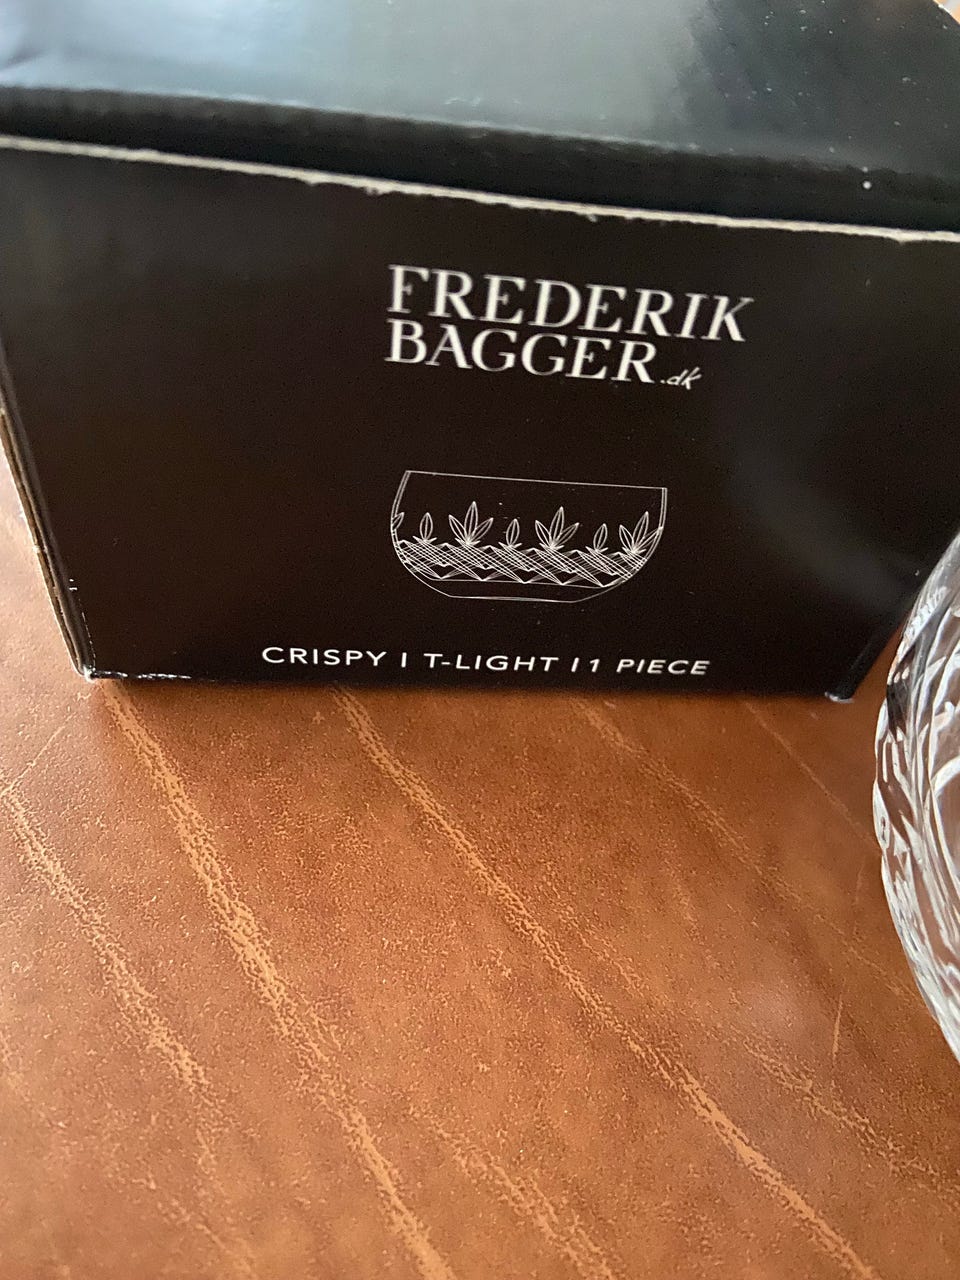 FREDERIK
BAGGER.dk
CRISPY | T-LIGHT | 1 PIECE